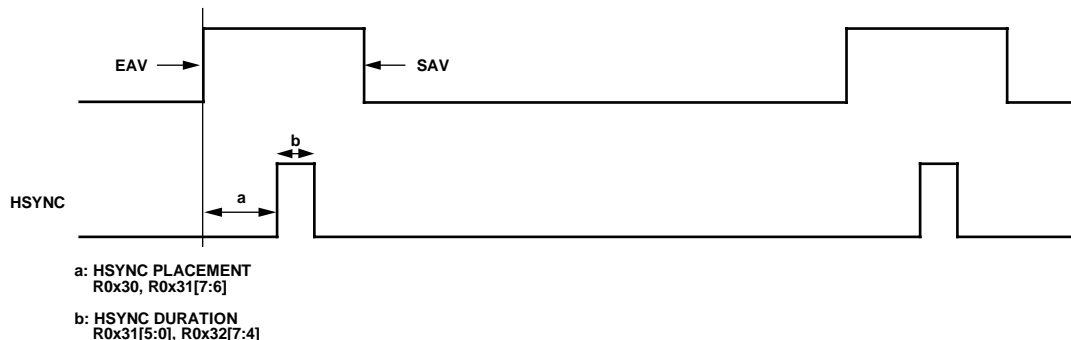 EAV
SAV
b
a
HSYNC
a: HSYNC PLACEMENT
R0x30, R0x31[7:6]
b: HSYNC DURATION
R0x31[5:0], R0x32[7:4]